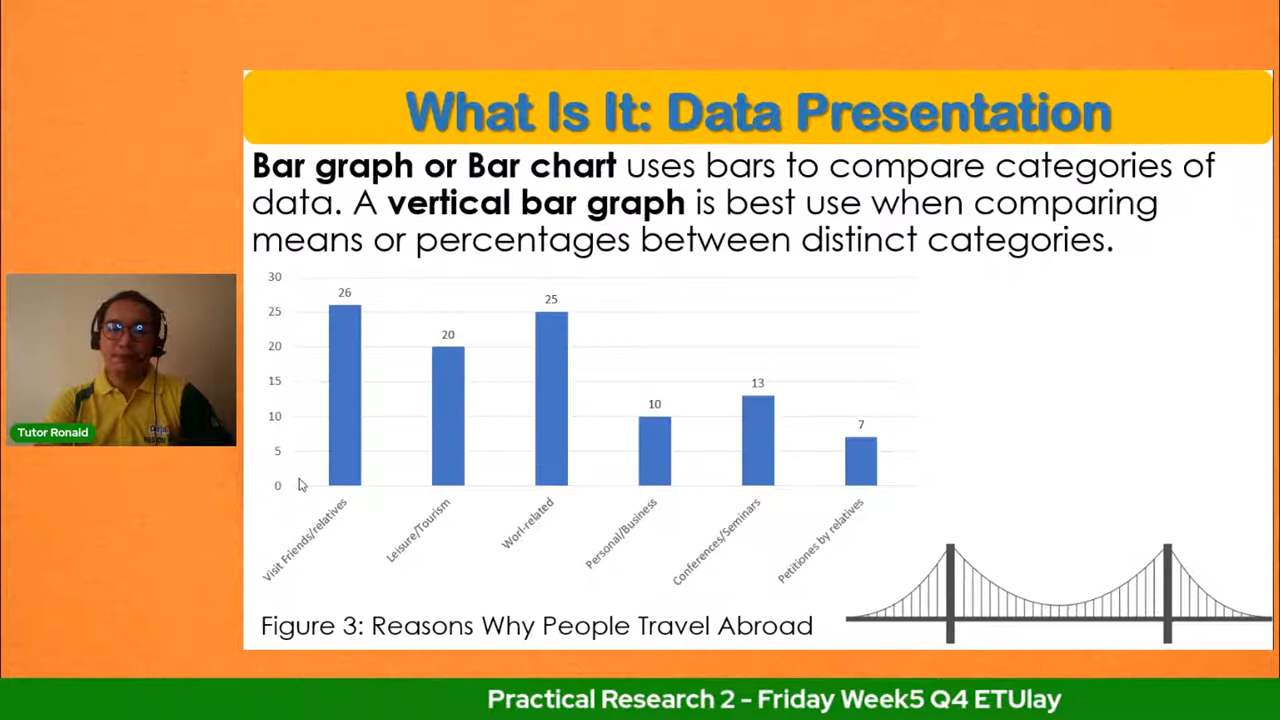 What Is It: Data Presentation
Bar graph or Bar chart uses bars to compare categories of
data. A vertical bar graph is best use when comparing
means or percentages between distinct categories.
30
25
20
15
10
5
0
26
20
25
10
13
7
Visit Friends/relatives
Leisure/Tourism
Worl-related
Personal/Business
Conferences/Seminars
Petitiones by relatives
Figure 3: Reasons Why People Travel Abroad
Tutor Ronald
Practical Research 2 - Friday Week5 Q4 ETUlay